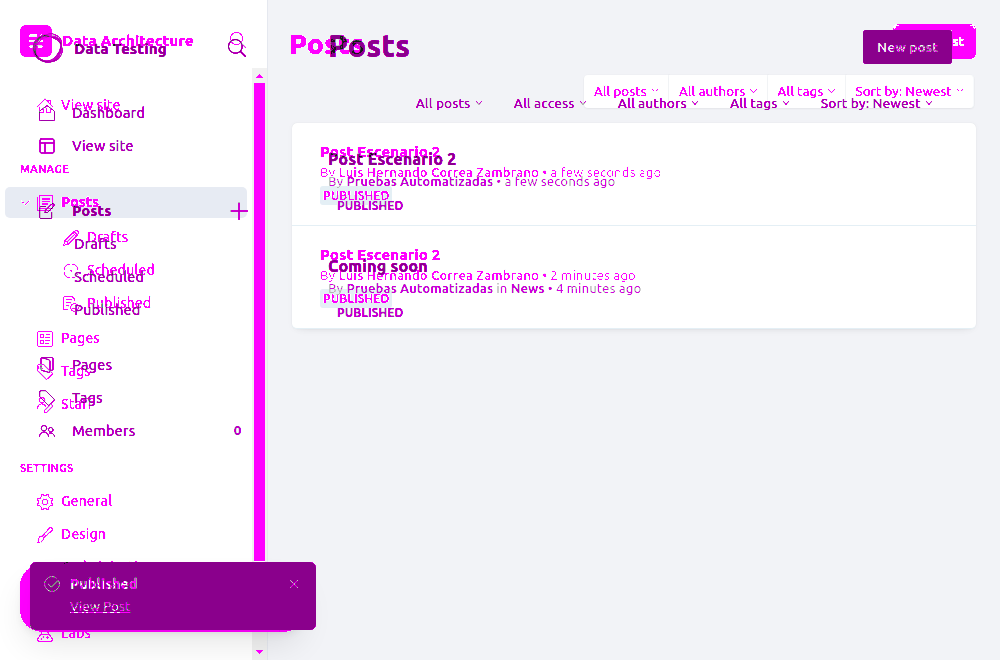 Data Architecture
Data Testing
View site
Dashboard
View site
MANAGE
Posts
Posts
Drafts
Drafts
Scheduled
Scheduled
Published
Published
Pages
Pages
Tags
Tags
Staff
Members 0
SETTINGS
General
Design
Labs
Published
View Post
Posts
Posts
New post
All posts All authors All tags Sort by: Newest
All posts All access All authors All tags Sort by: Newest
Post Escenario 2
Post Escenario 2
By Luis Hernando Correa Zambrano • a few seconds ago
By Pruebas Automatizadas • a few seconds ago
PUBLISHED
PUBLISHED
Post Escenario 2
Coming soon
By Luis Hernando Correa Zambrano • 2 minutes ago
By Pruebas Automatizadas in News • 4 minutes ago
PUBLISHED
PUBLISHED